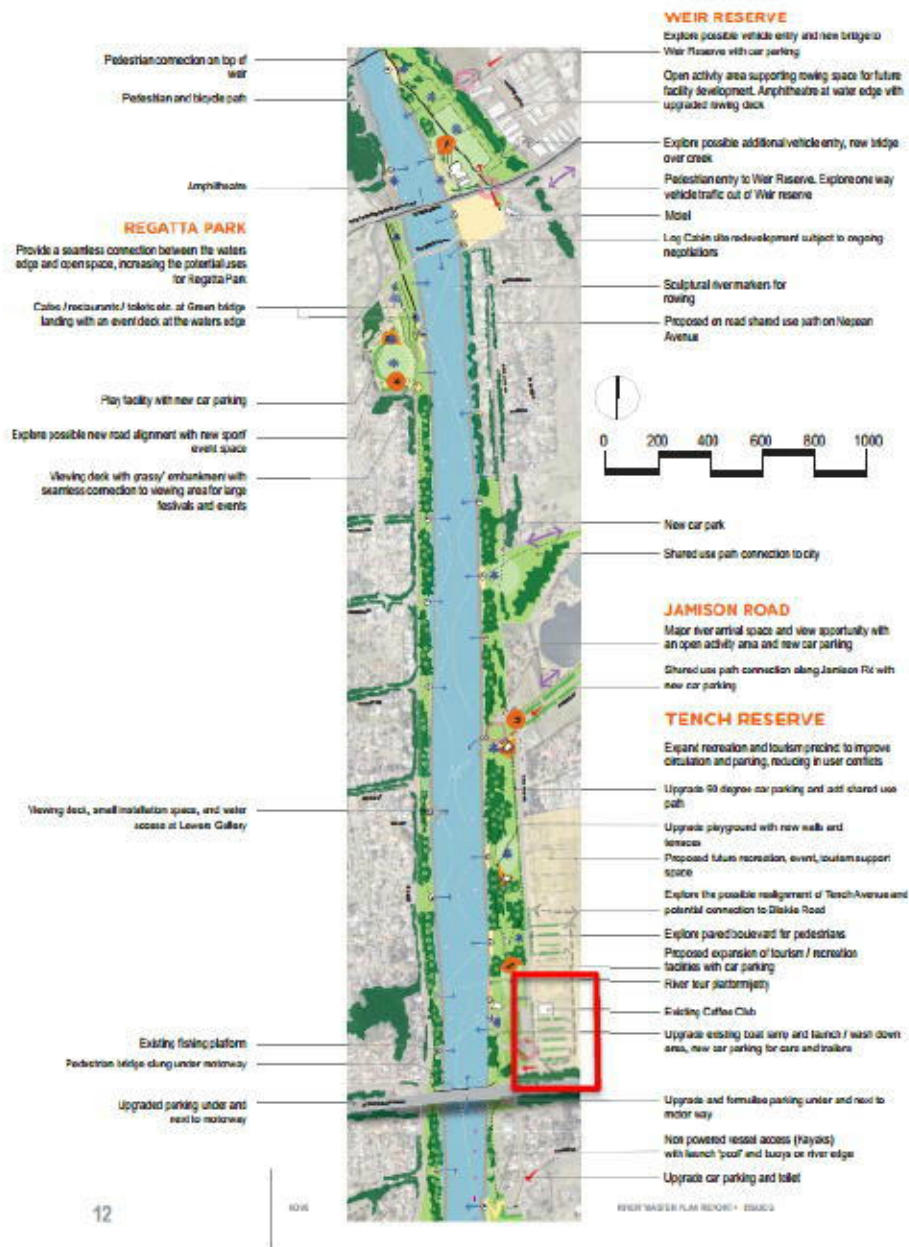 Pedestrian connection on top of
weir
Pedestrian and bicycle path
Amphitheatre
REGATTA PARK
Provide a seamless connection between the waters
edge and open space, increasing the potential uses
for Regatta Park
Cafes / restaurants / toilets etc. at Green bridge
landing with an event deck at the waters edge
Play facility with new car parking
Explore possible new road alignment with new sport/
event space
Viewing deck with grassy' embankment with
seamless connection to viewing area for large
festivals and events
Viewing deck, small installation space, and water
access at Lewers Gallery
Existing fishing platform
Pedestrian bridge slung under motorway
Upgraded parking under and
next to motorway
WEIR RESERVE
Explore possible vehicle entry and new bridge to
Weir Reserve with car parking
Open activity area supporting rowing space for future
facility development. Amphitheatre at water edge with
upgraded rowing deck
Explore possible additional vehicle entry, new bridge
over creek
Pedestrian entry to Weir Reserve. Explore one way
vehicle traffic out of Weir reserve
Motel
Log Cabin site redevelopment subject to ongoing
negotiations
Sculptural river markers for
rowing
Proposed on road shared use path on Nepean
Avenue
0 200 400 600 800 1000
New car park
Shared use path connection to city
JAMISON ROAD
Major river arrival space and view opportunity with
an open activity area and new car parking
Shared use path connection along Jamison Rd with
new car parking
TENCH RESERVE
Expand recreation and tourism precinct to improve
circulation and parking, reducing in user conflicts
Upgrade 90 degree car parking and add shared use
path
Upgrade playground with new walls and
terraces
Proposed future recreation, event, tourism support
space
Explore the possible realignment of Tench Avenue and
potential connection to Blaikie Road
Explore paved boulevard for pedestrians
Proposed expansion of tourism / recreation
facilities with car parking
River tour platform/jetty
Existing Coffee Club
Upgrade existing boat ramp and launch / wash down
area, new car parking for cars and trailers
Upgrade and formalise parking under and next to
motor way
Non powered vessel access (Kayaks)
with launch 'pool' and buoys on river edge
Upgrade car parking and toilet
12
RIVER MASTER PLAN REPORT